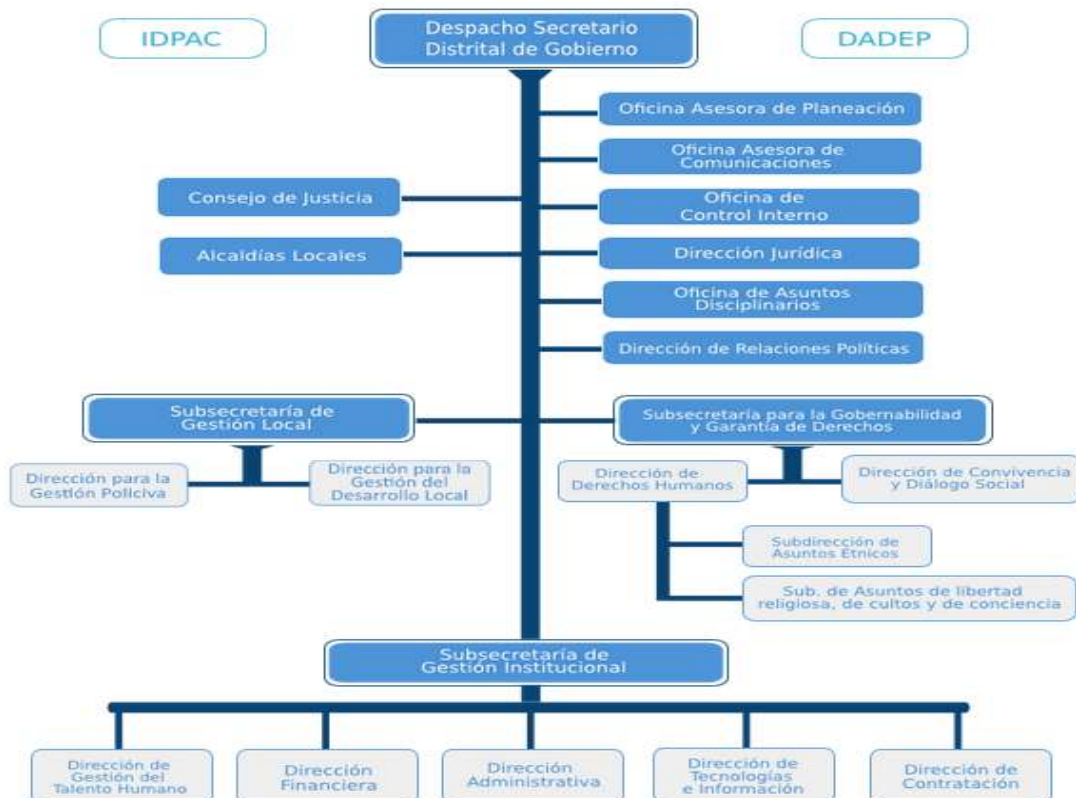 IDPAC
Despacho Secretario
Distrital de Gobierno
DADEP
Oficina Asesora de Planeación
Oficina Asesora de
Comunicaciones
Consejo de Justicia
Oficina de
Control Interno
Alcaldías Locales
Dirección Jurídica
Oficina de Asuntos
Disciplinarios
Dirección de Relaciones Políticas
Subsecretaría de
Gestión Local
Subsecretaría para la Gobernabilidad
y Garantía de Derechos
Dirección para la
Gestión Policiva
Dirección para la
Gestión del
Desarrollo Local
Dirección de
Derechos Humanos
Dirección de Convivencia
y Diálogo Social
Subdirección de
Asuntos Étnicos
Sub. de Asuntos de libertad
religiosa, de cultos y de conciencia
Subsecretaría de
Gestión Institucional
Dirección de
Gestión del
Talento Humano
Dirección
Financiera
Dirección
Administrativa
Dirección de
Tecnologías
e Información
Dirección de
Contratación